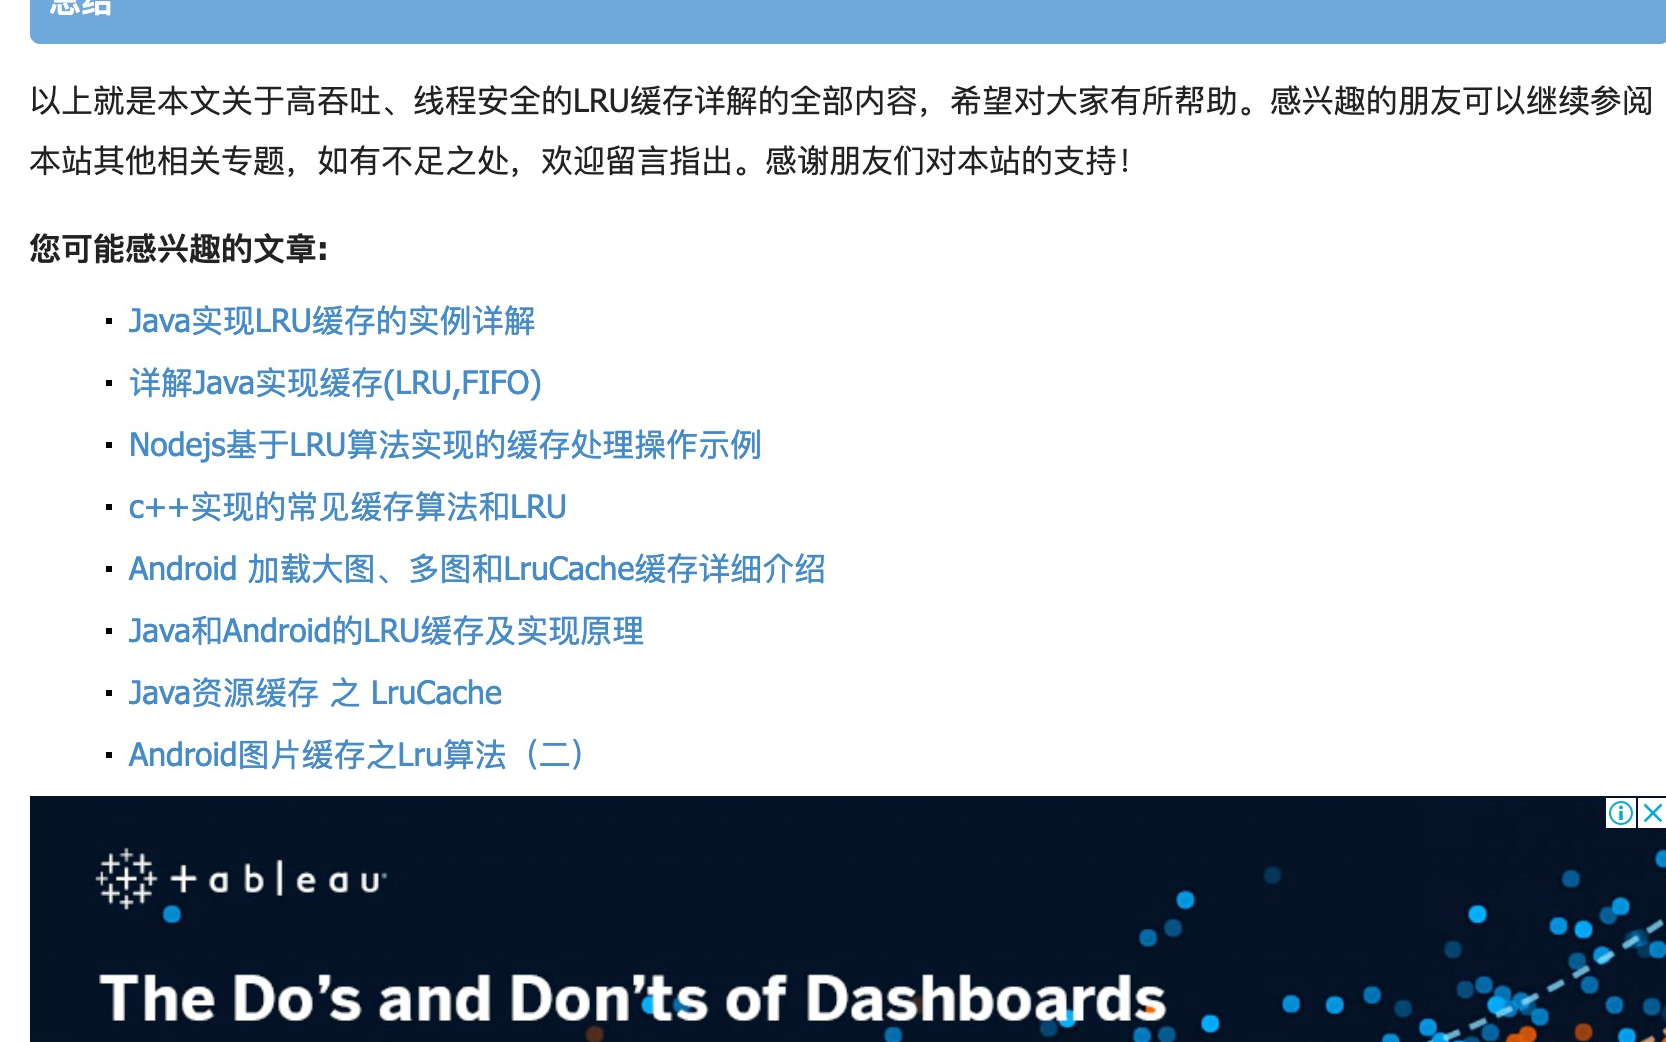 总结
以上就是本文关于高吞吐、线程安全的LRU缓存详解的全部内容，希望对大家有所帮助。感兴趣的朋友可以继续参阅
本站其他相关专题，如有不足之处，欢迎留言指出。感谢朋友们对本站的支持！
您可能感兴趣的文章:
Java实现LRU缓存的实例详解
详解Java实现缓存(LRU,FIFO)
Nodejs基于LRU算法实现的缓存处理操作示例
c++实现的常见缓存算法和LRU
Android 加载大图、多图和LruCache缓存详细介绍
Java和Android的LRU缓存及实现原理
Java资源缓存 之 LruCache
Android图片缓存之Lru算法（二）
+ableau
The Do’s and Don’ts of Dashboards